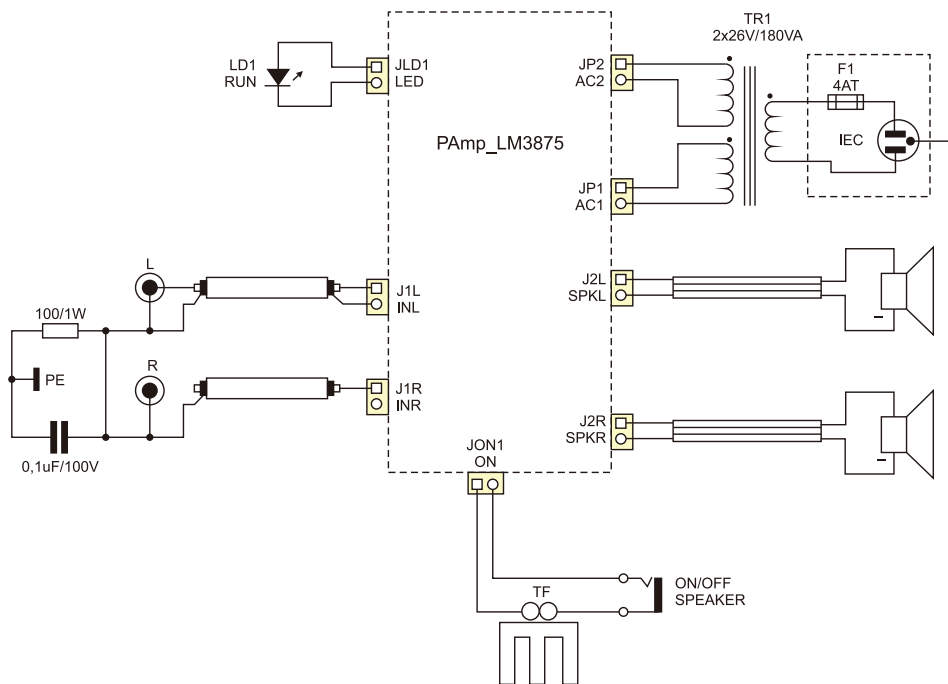 TR1
2x26V/180VA
LD1
RUN
JLD1
LED
JP2
AC2
F1
4AT
IEC
PAmp_LM3875
JP1
AC1
L
J1L
INL
J2L
SPKL
100/1W
PE
R
J1R
INR
J2R
SPKR
0,1uF/100V
JON1
ON
TF
ON/OFF
SPEAKER